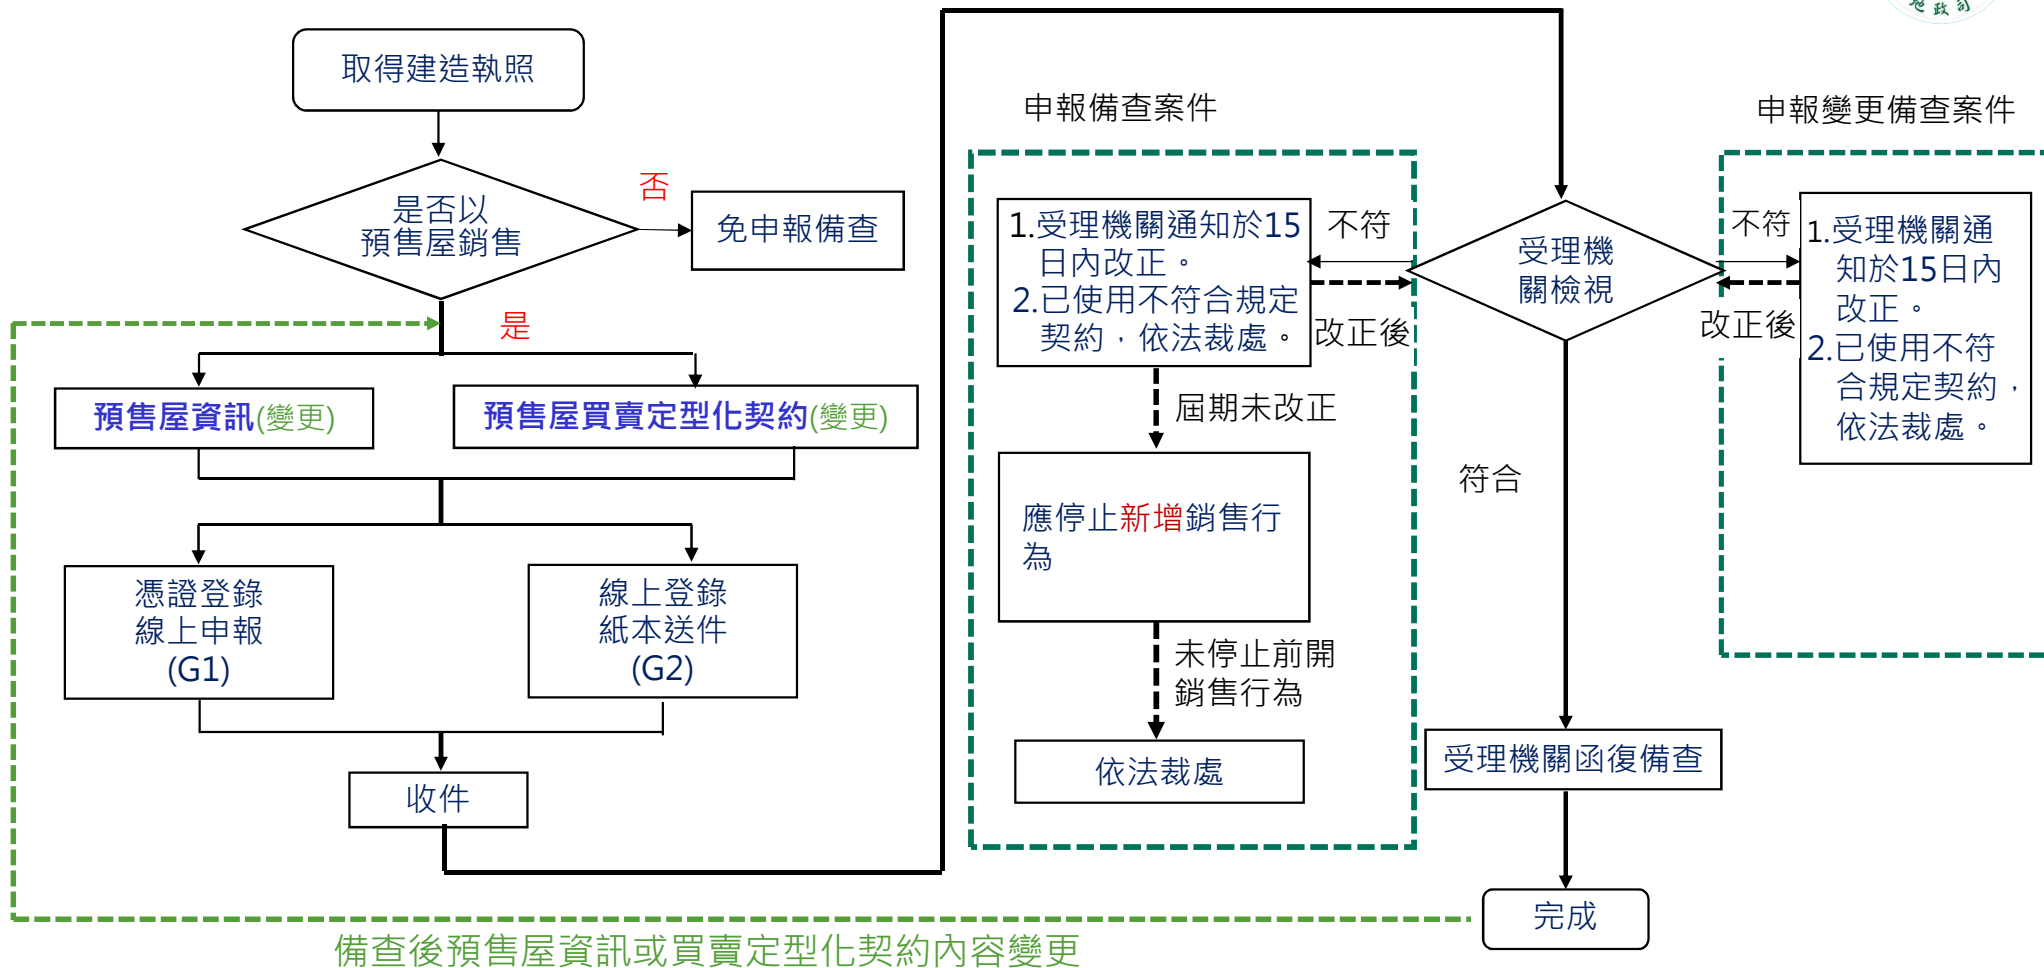 取得建造執照
是否以
預售屋銷售
否
免申報備查
是
預售屋資訊(變更)
預售屋買賣定型化契約(變更)
憑證登錄
線上申報
(G1)
線上登錄
紙本送件
(G2)
收件
申報備查案件
1.受理機關通知於15
日內改正。
2.已使用不符合規定
契約，依法裁處。
不符
改正後
屆期未改正
應停止新增銷售行
為
未停止前開
銷售行為
依法裁處
受理機
關檢視
符合
受理機關函復備查
完成
申報變更備查案件
不符
改正後
1.受理機關通
知於15日內
改正。
2.已使用不符
合規定契約，
依法裁處。
備查後預售屋資訊或買賣定型化契約內容變更
政司